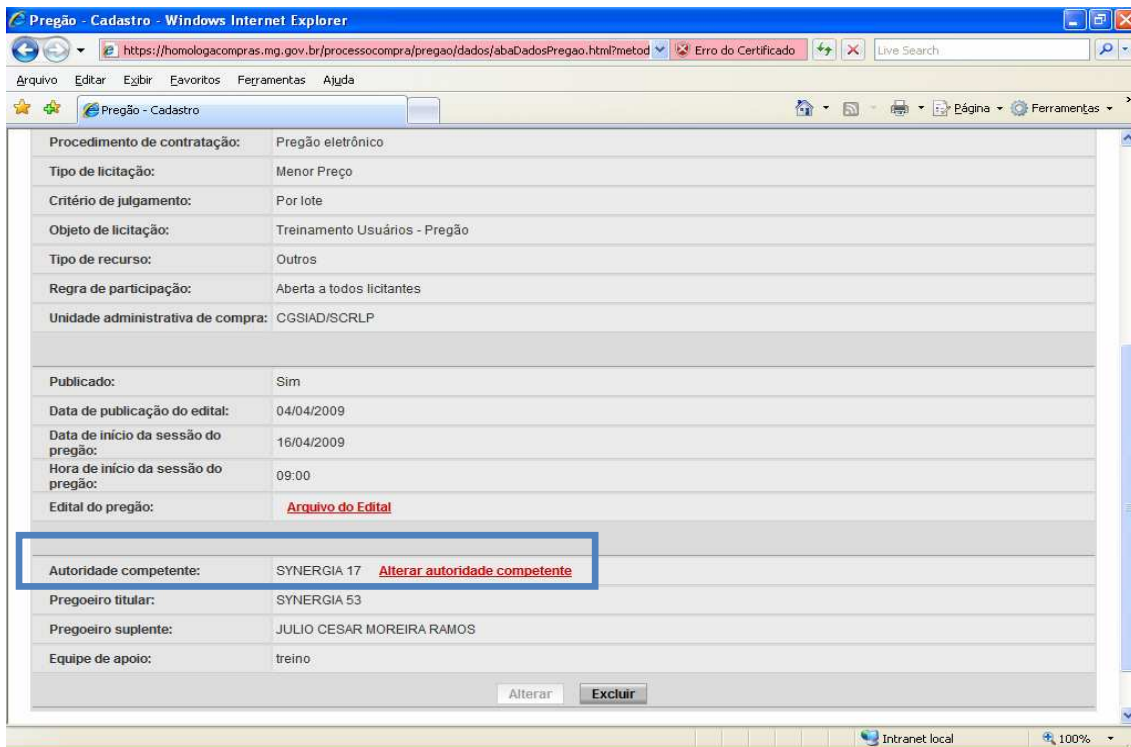 Pregão - Cadastro - Windows Internet Explorer
https://homologacompras.mg.gov.br/processocompra/pregao/dados/abaDadosPregao.html?metod Erro do Certificado Live Search
Arquivo Editar Exibir Favoritos Ferramentas Ajuda
Pregão - Cadastro Página Ferramentas
Procedimento de contratação: Pregão eletrônico
Tipo de licitação: Menor Preço
Critério de julgamento: Por lote
Objeto de licitação: Treinamento Usuários - Pregão
Tipo de recurso: Outros
Regra de participação: Aberta a todos licitantes
Unidade administrativa de compra: CGSIAD/SCRLP
Publicado: Sim
Data de publicação do edital: 04/04/2009
Data de início da sessão do
pregão: 16/04/2009
Hora de início da sessão do
pregão: 09:00
Edital do pregão: Arquivo do Edital
Autoridade competente: SYNERGIA 17 Alterar autoridade competente
Pregoeiro titular: SYNERGIA 53
Pregoeiro suplente: JULIO CESAR MOREIRA RAMOS
Equipe de apoio: treino
Alterar Excluir
Intranet local 100%